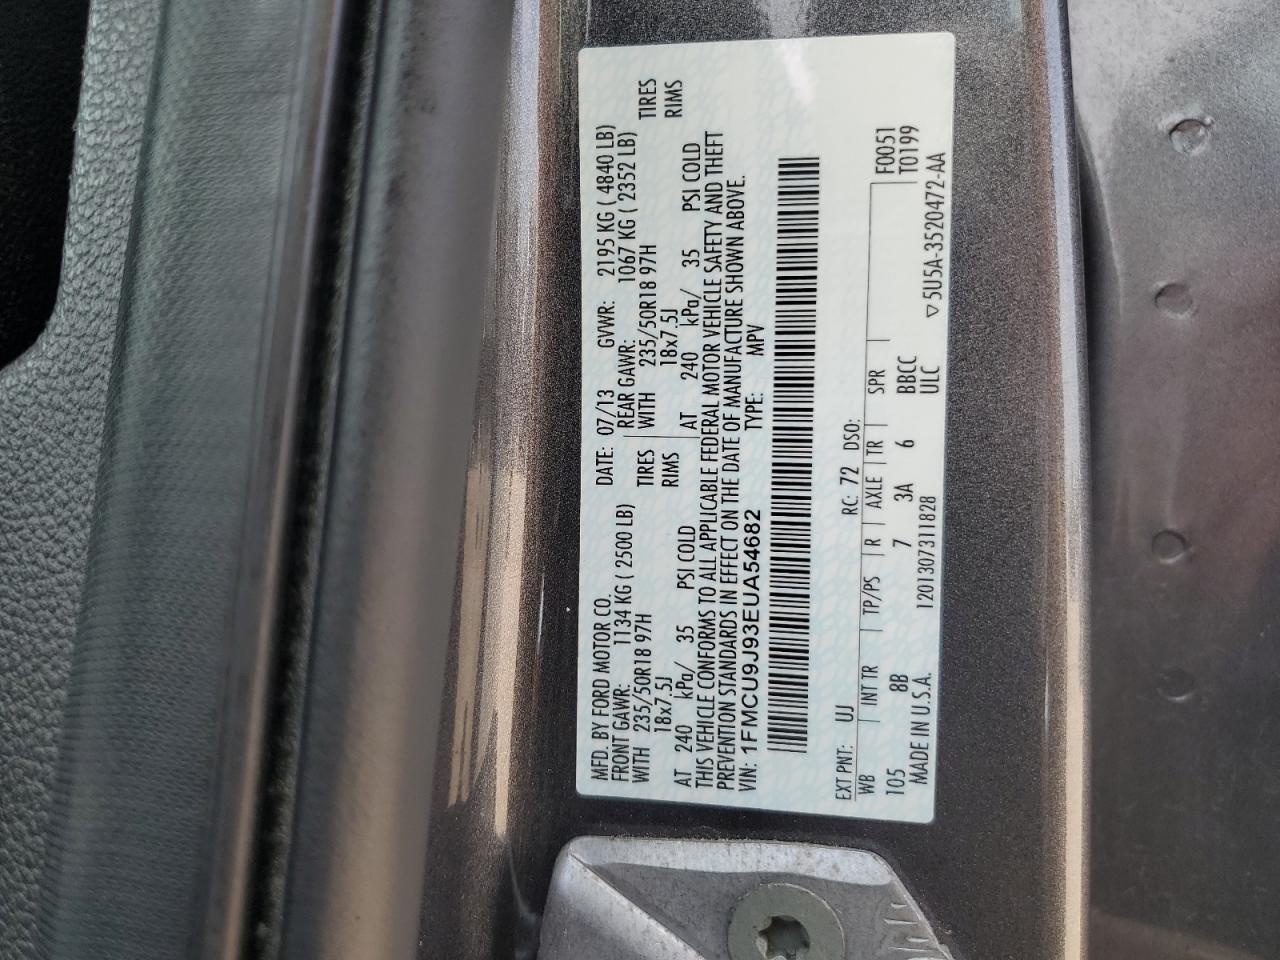 MFD. BY FORD MOTOR CO. DATE: 07/13 GVWR: 2195 KG ( 4840 LB)
FRONT GAWR: 1134 KG ( 2500 LB) REAR GAWR: 1067 KG ( 2352 LB)
WITH 235/50R18 97H TIRES WITH 235/50R18 97H TIRES
18x7.5J RIMS 18x7.5J RIMS
AT 240 kPa/ 35 PSI COLD AT 240 kPa/ 35 PSI COLD
THIS VEHICLE CONFORMS TO ALL APPLICABLE FEDERAL MOTOR VEHICLE SAFETY AND THEFT
PREVENTION STANDARDS IN EFFECT ON THE DATE OF MANUFACTURE SHOWN ABOVE.
VIN: 1FMCU9J93EUA54682 TYPE: MPV
EXT PNT: UJ RC: 72 DSO:
WB INT TR TP/PS R AXLE TR SPR F0051
105 8B 7 3A 6 BBCC T0199
MADE IN U.S.A. 1201307311828 ULC ▽5U5A-3520472-AA